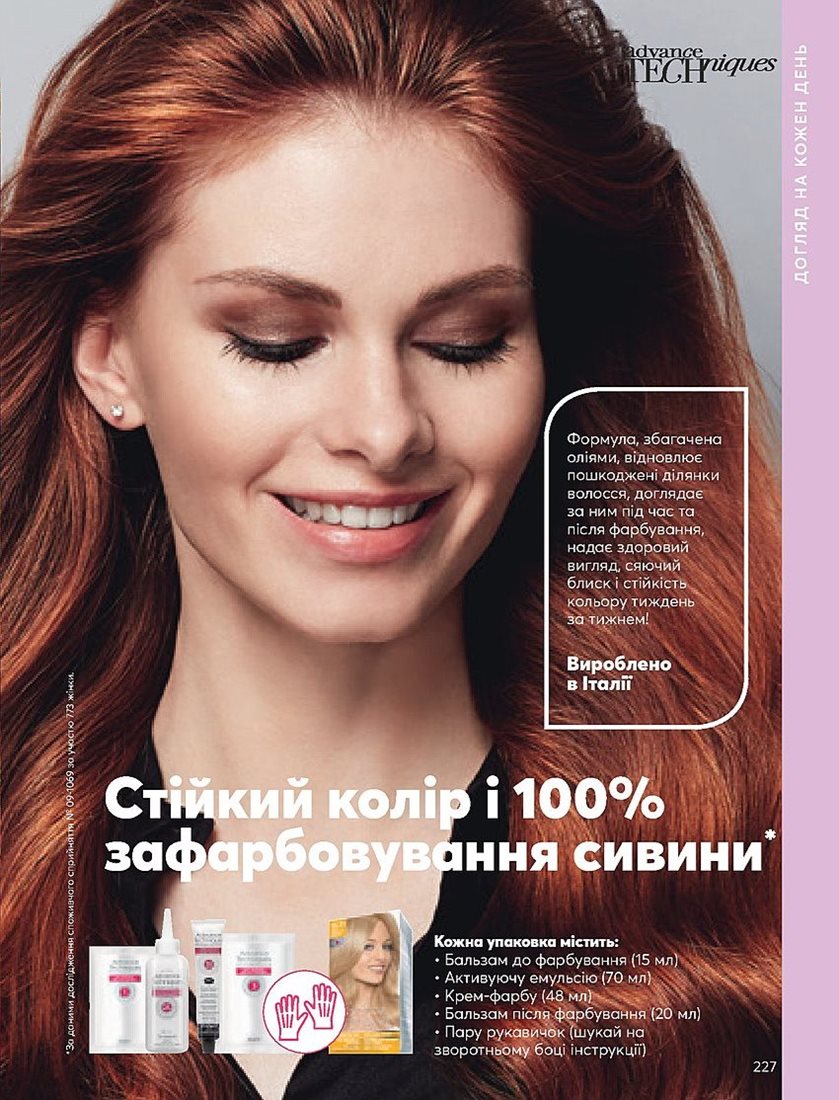 advance
TECHniques
ДОГЛЯД НА КОЖЕН ДЕНЬ
Формула, збагачена
оліями, відновлює
пошкоджені ділянки
волосся, доглядає
за ним під час та
після фарбування,
надає здоровий
вигляд, сяючий
блиск і стійкість
кольору тиждень
за тижнем!
Вироблено
в Італії
Стійкий колір і 100%
зафарбовування сивини*
Кожна упаковка містить:
• Бальзам до фарбування (15 мл)
• Активуючу емульсію (70 мл)
• Крем-фарбу (48 мл)
• Бальзам після фарбування (20 мл)
• Пару рукавичок (шукай на
зворотньому боці інструкції)
*За даними дослідження споживчого сприйняття № 09-1069 за участю 773 жінки.
227